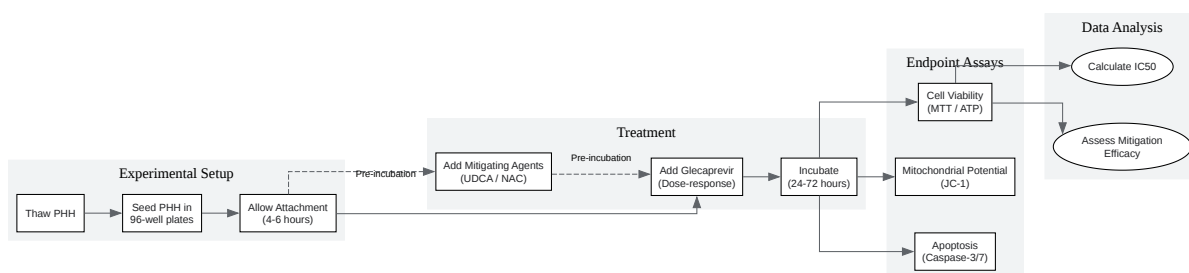 Experimental Setup
Thaw PHH
Seed PHH in
96-well plates
Allow Attachment
(4-6 hours)
Pre-incubation
Treatment
Add Mitigating Agents
(UDCA / NAC)
Pre-incubation
Add Glecaprevir
(Dose-response)
Incubate
(24-72 hours)
Endpoint Assays
Cell Viability
(MTT / ATP)
Mitochondrial Potential
(JC-1)
Apoptosis
(Caspase-3/7)
Data Analysis
Calculate IC50
Assess Mitigation
Efficacy